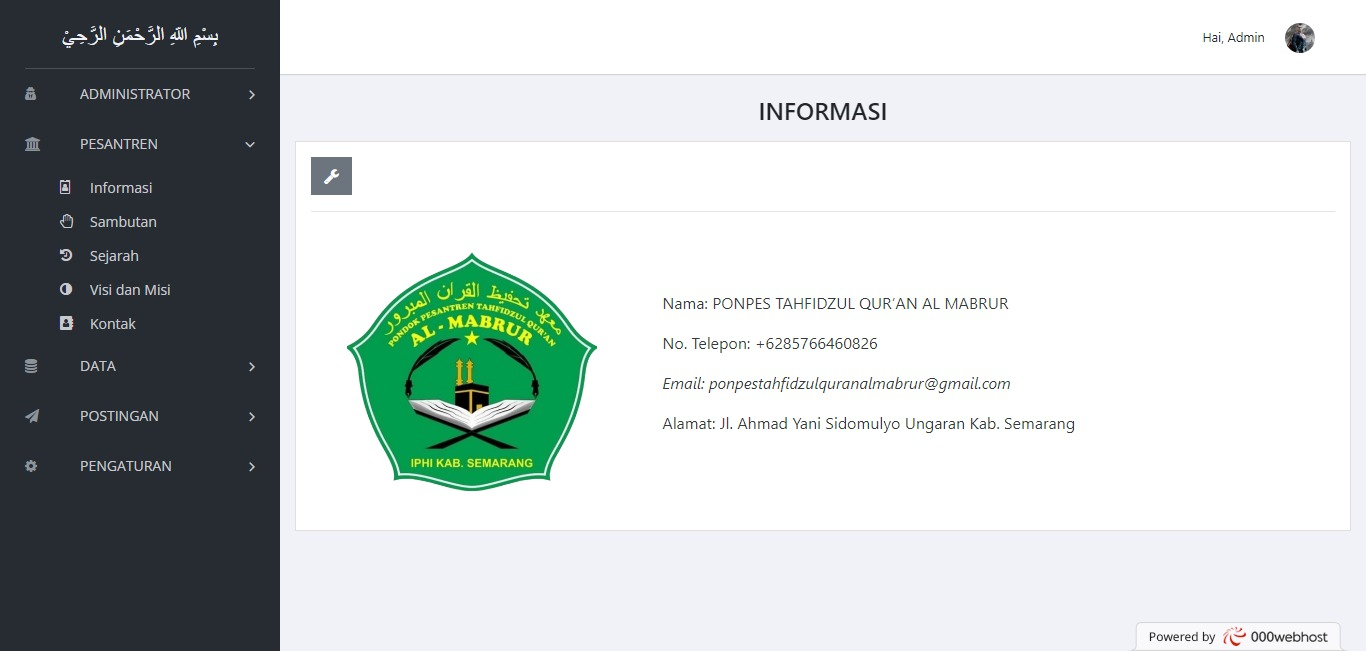 بِسْمِ اللهِ الرَّحْمَنِ الرَّحِيْ
Hai, Admin
ADMINISTRATOR
PESANTREN
Informasi
Sambutan
Sejarah
Visi dan Misi
Kontak
DATA
POSTINGAN
PENGATURAN
INFORMASI
معهد تحفيظ القرآن المبرور
PONDOK PESANTREN TAHFIDZUL QUR'AN
AL - MABRUR
IPHI KAB. SEMARANG
Nama: PONPES TAHFIDZUL QUR'AN AL MABRUR
No. Telepon: +6285766460826
Email: ponpestahfidzulquranalmabrur@gmail.com
Alamat: Jl. Ahmad Yani Sidomulyo Ungaran Kab. Semarang
Powered by 000webhost